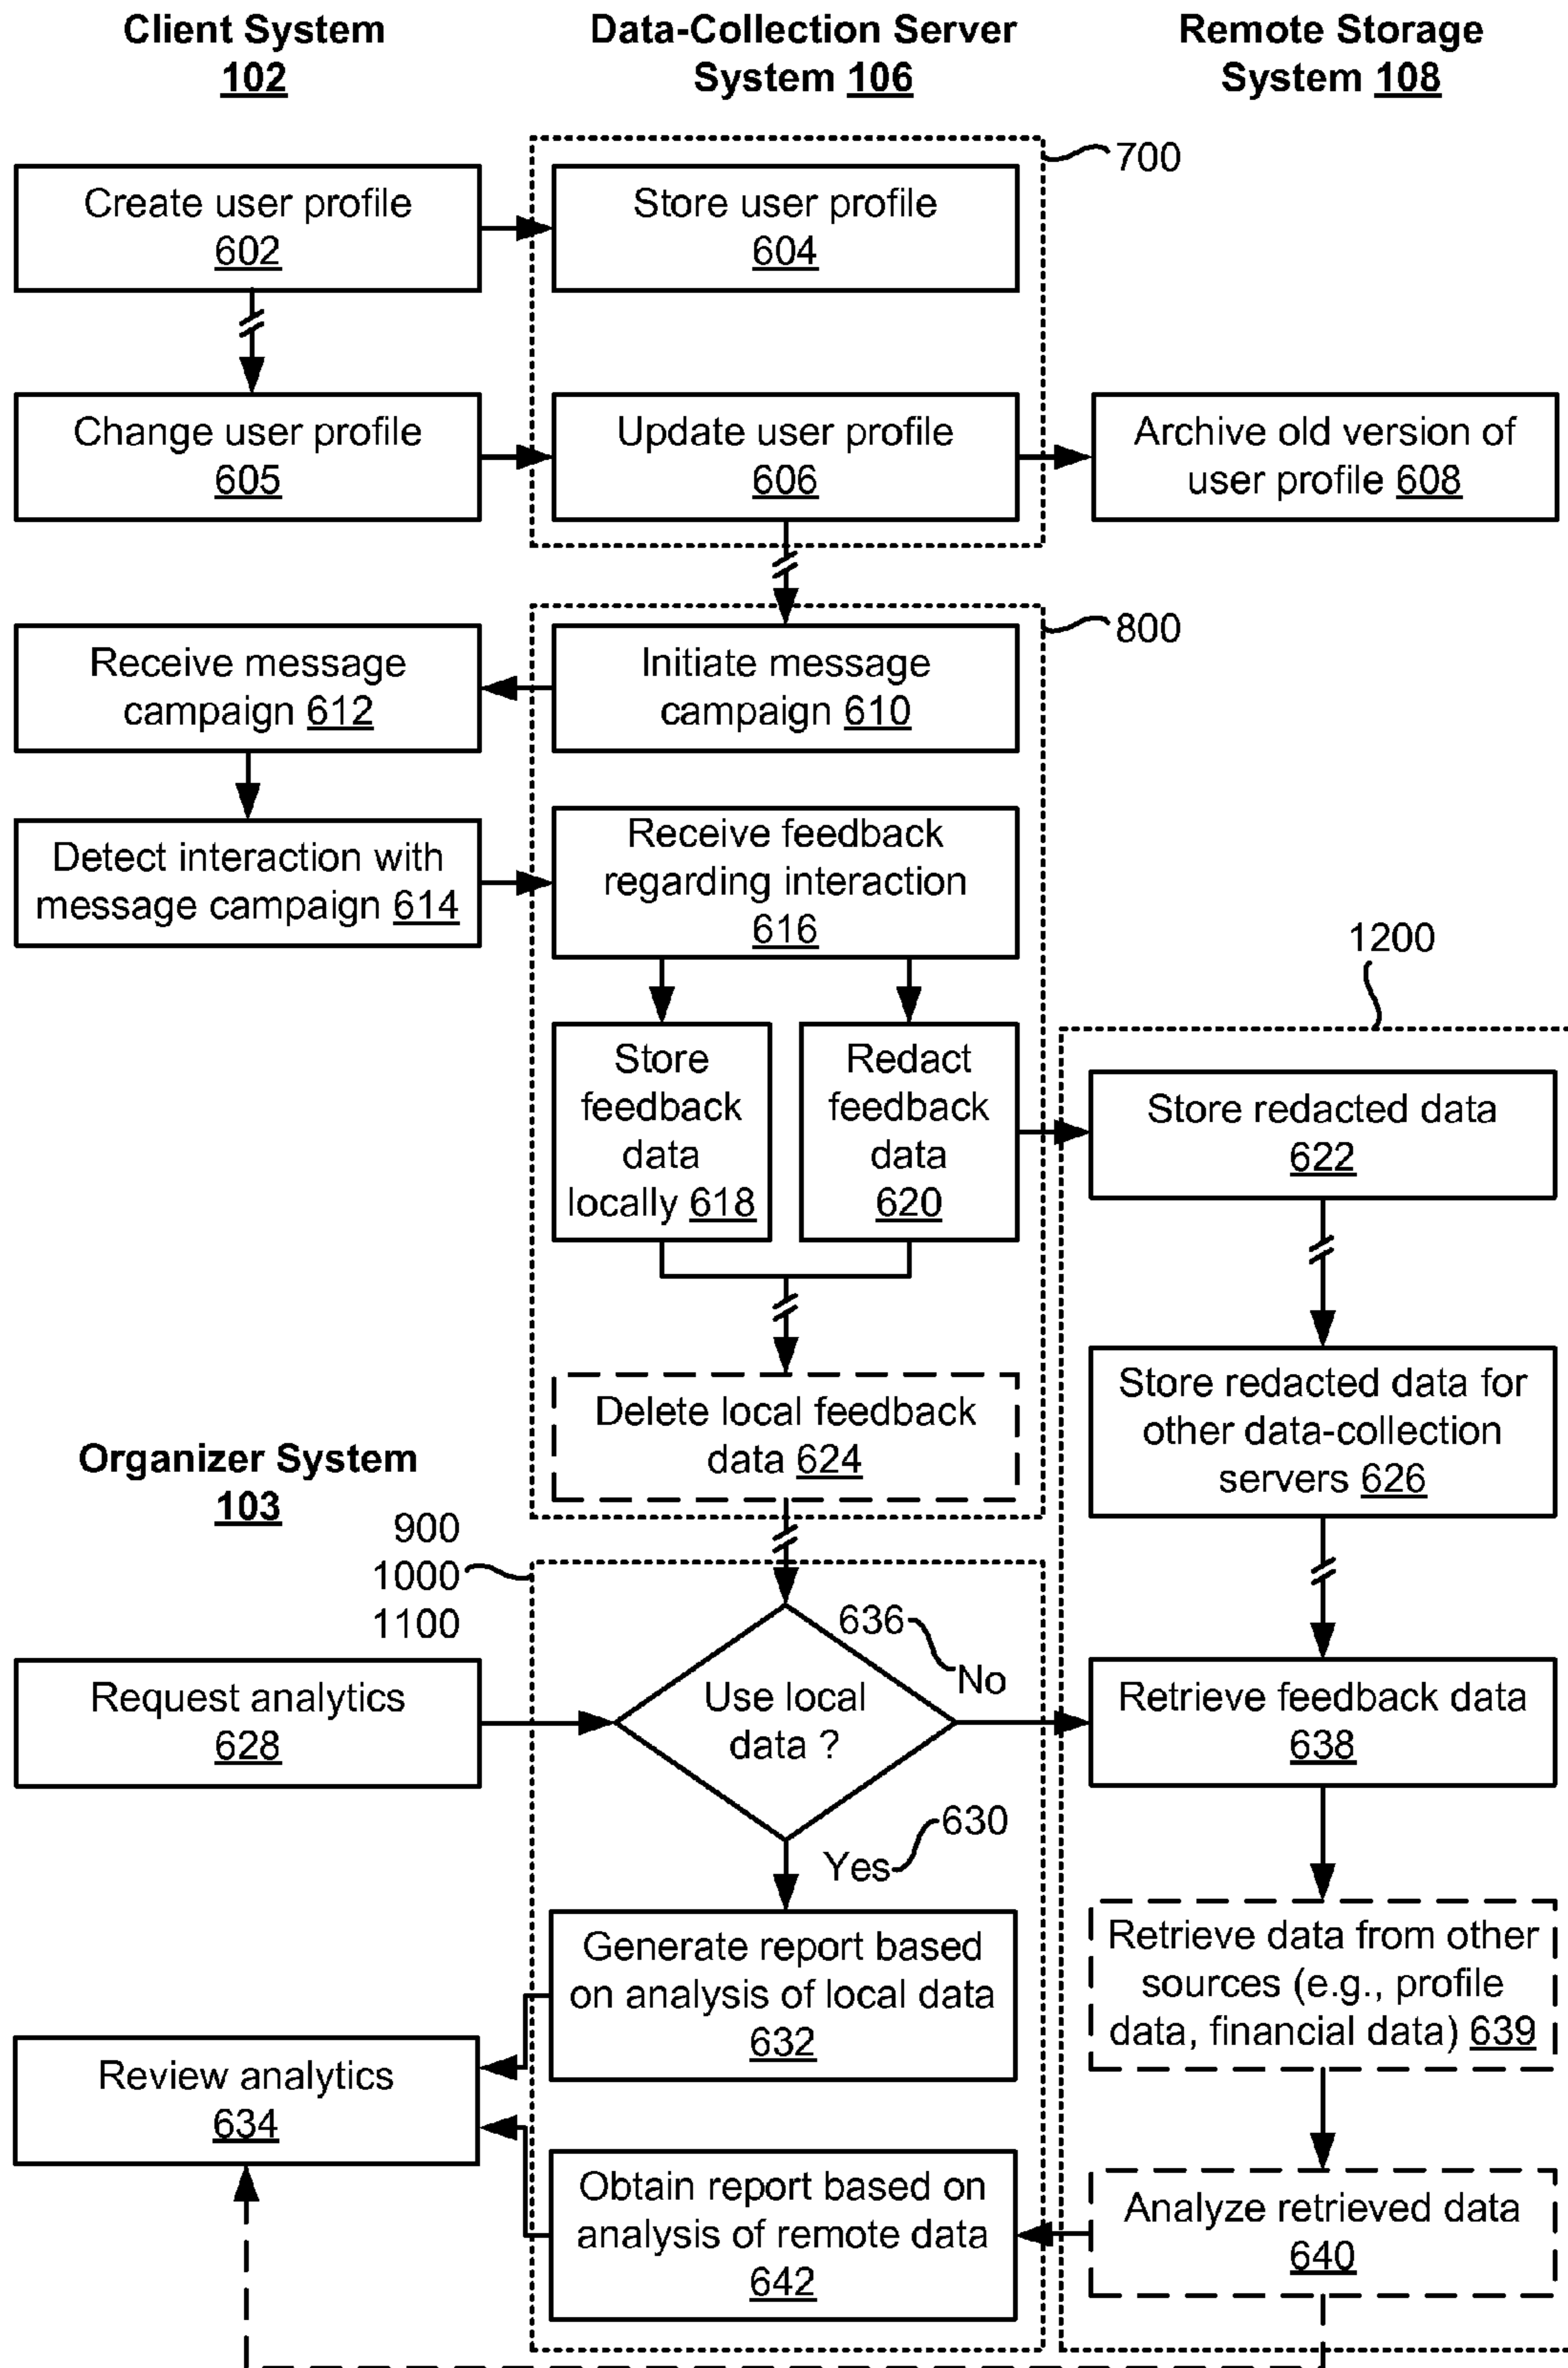 Client System
102
Data-Collection Server
System 106
Remote Storage
System 108
700
Create user profile
602
Store user profile
604
Change user profile
605
Update user profile
606
Archive old version of
user profile 608
800
Receive message
campaign 612
Initiate message
campaign 610
Detect interaction with
message campaign 614
Receive feedback
regarding interaction
616
1200
Store
feedback
data
locally 618
Redact
feedback
data
620
Store redacted data
622
Delete local feedback
data 624
Store redacted data for
other data-collection
servers 626
Organizer System
103
900
1000
1100
636
No
Request analytics
628
Use local
data ?
Retrieve feedback data
638
630
Yes
Generate report based
on analysis of local data
632
Retrieve data from other
sources (e.g., profile
data, financial data) 639
Review analytics
634
Obtain report based on
analysis of remote data
642
Analyze retrieved data
640